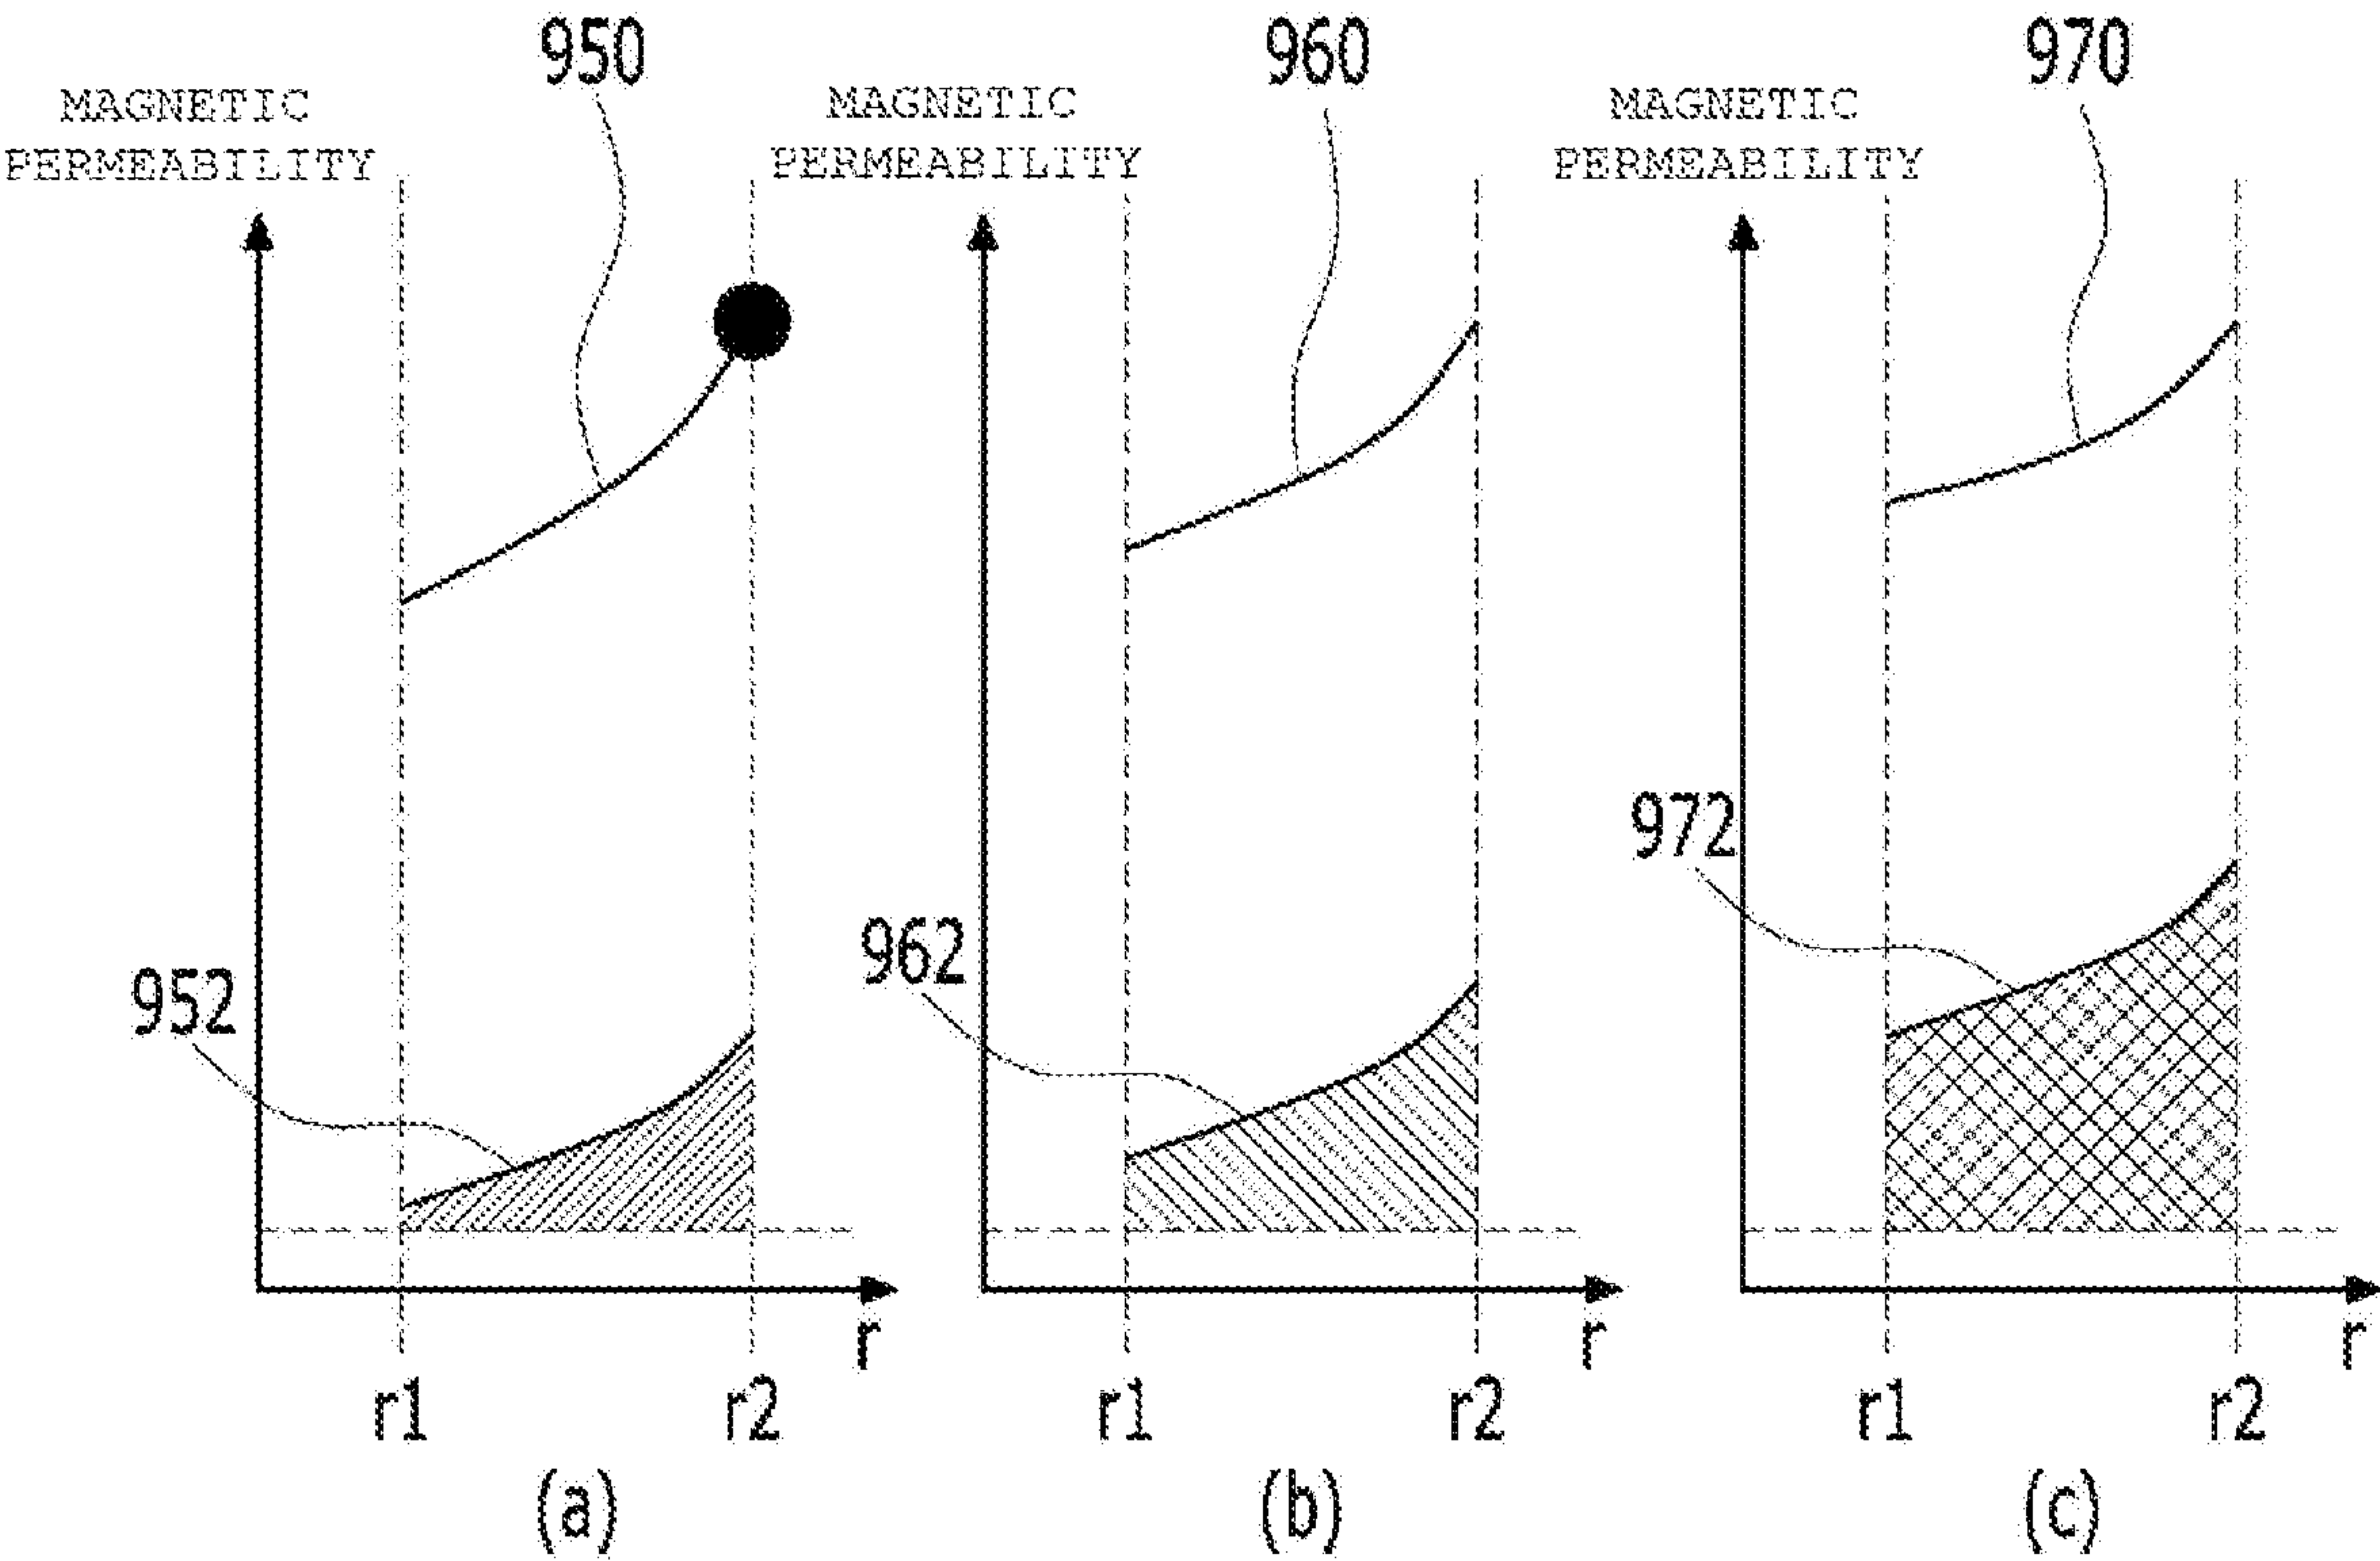 950
960
970
MAGNETIC
PERMEABILITY
MAGNETIC
PERMEABILITY
MAGNETIC
PERMEABILITY
952
962
972
r
r
r
r1
r2
r1
r2
r1
r2
(a)
(b)
(c)